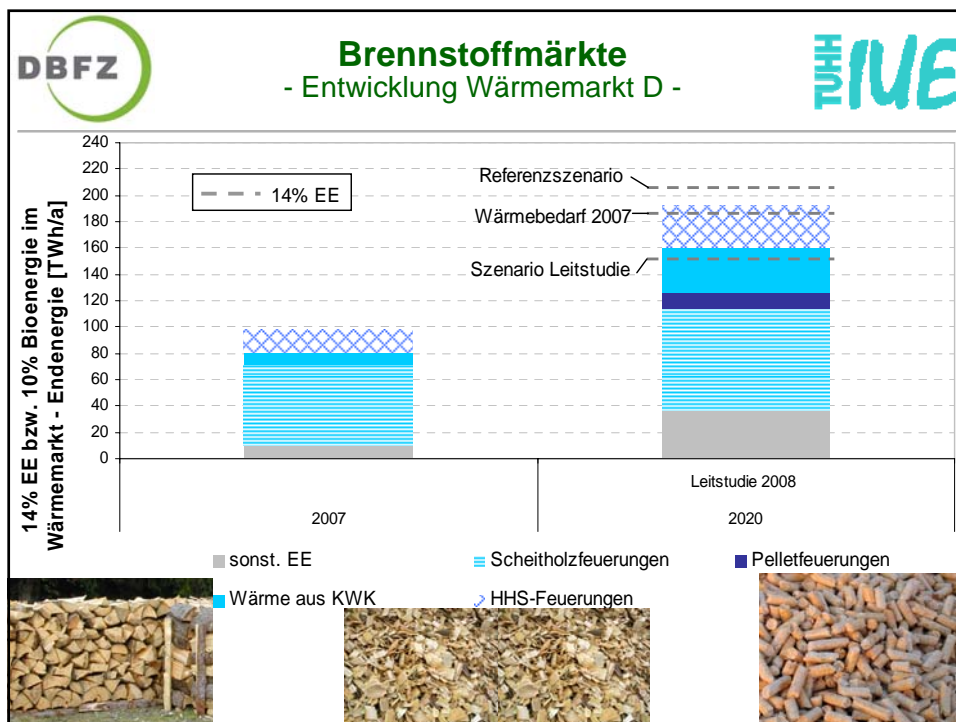 DBFZ
Brennstoffmärkte
- Entwicklung Wärmemarkt D -
TUHH
IUE
14% EE bzw. 10% Bioenergie im
Wärmemarkt - Endenergie [TWh/a]
240
220
200
180
160
140
120
100
80
60
40
20
0
14% EE
Referenzszenario
Wärmebedarf 2007
Szenario Leitstudie
Leitstudie 2008
2007
2020
sonst. EE
Scheitholzfeuerungen
Pelletfeuerungen
Wärme aus KWK
HHS-Feuerungen